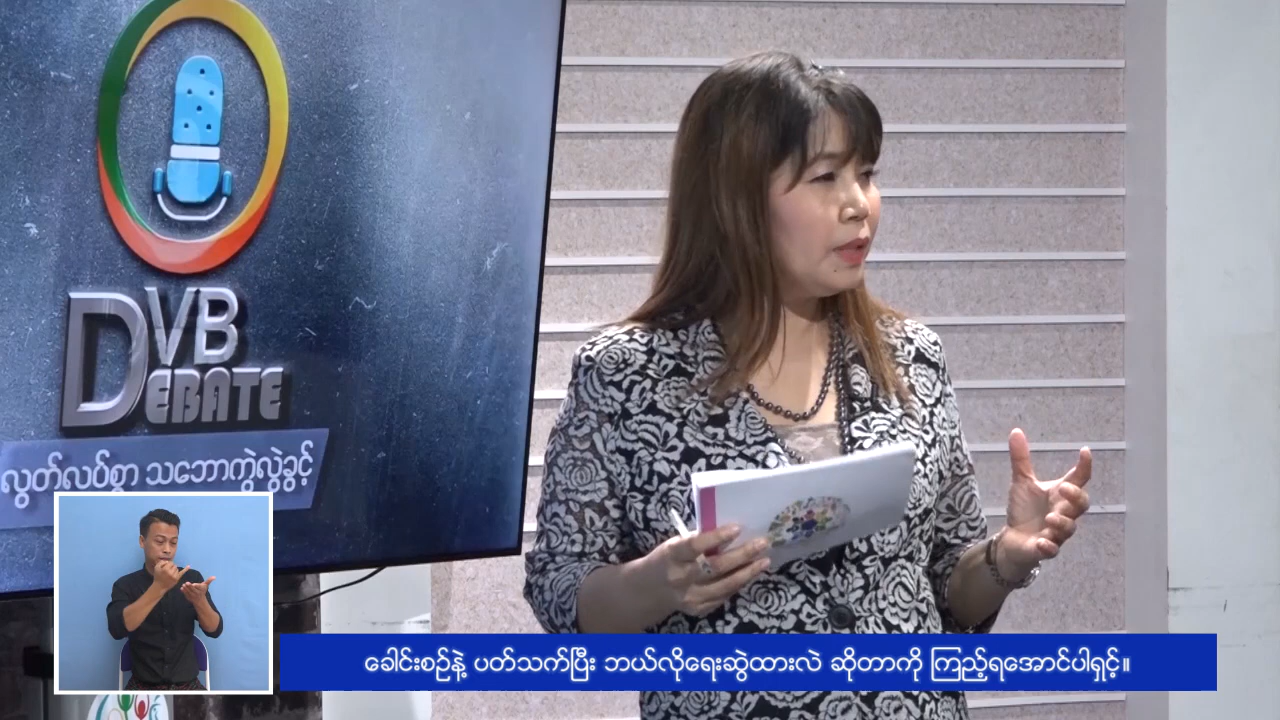 DVB
DEBATE
လွတ်လပ်စွာ သဘောကွဲလွဲခွင့်
ခေါင်းစဉ်နဲ့ ပတ်သက်ပြီး ဘယ်လိုရေးဆွဲထားလဲ ဆိုတာကို ကြည့်ရအောင်ပါရှင့်။